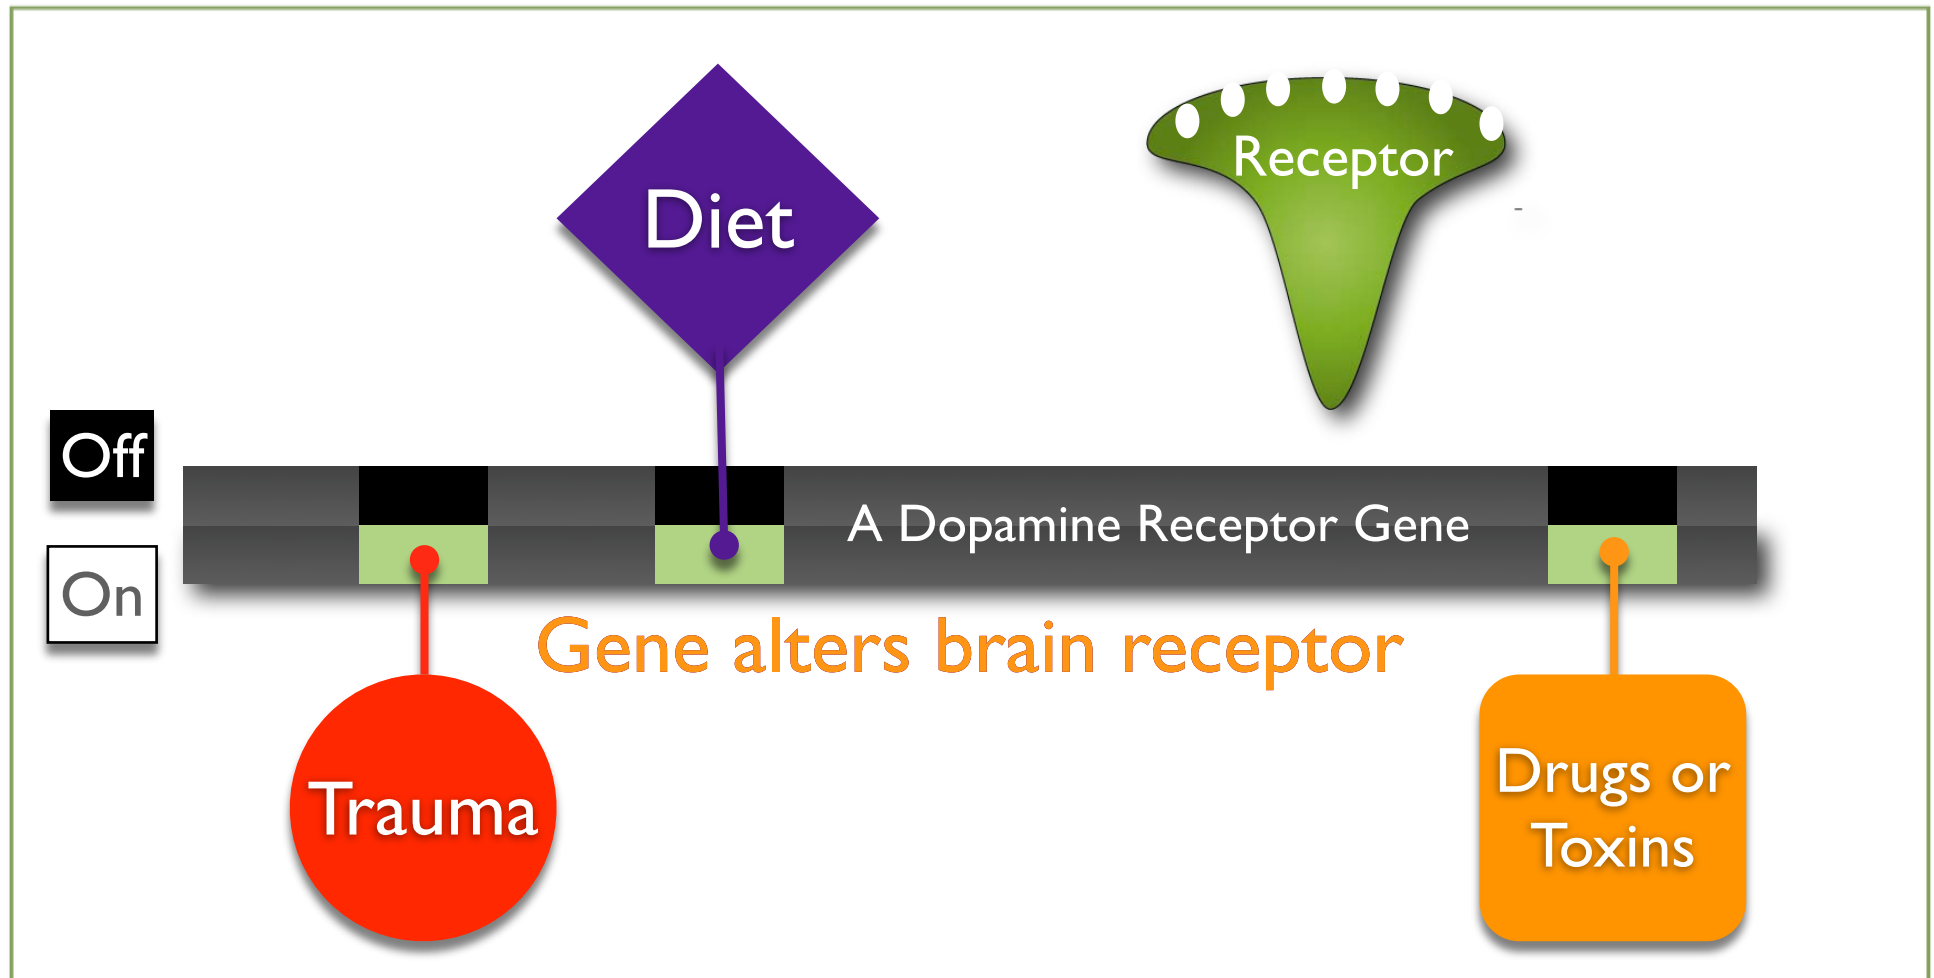 Diet
Receptor
Off
A Dopamine Receptor Gene
On
Gene alters brain receptor
Trauma
Drugs or
Toxins